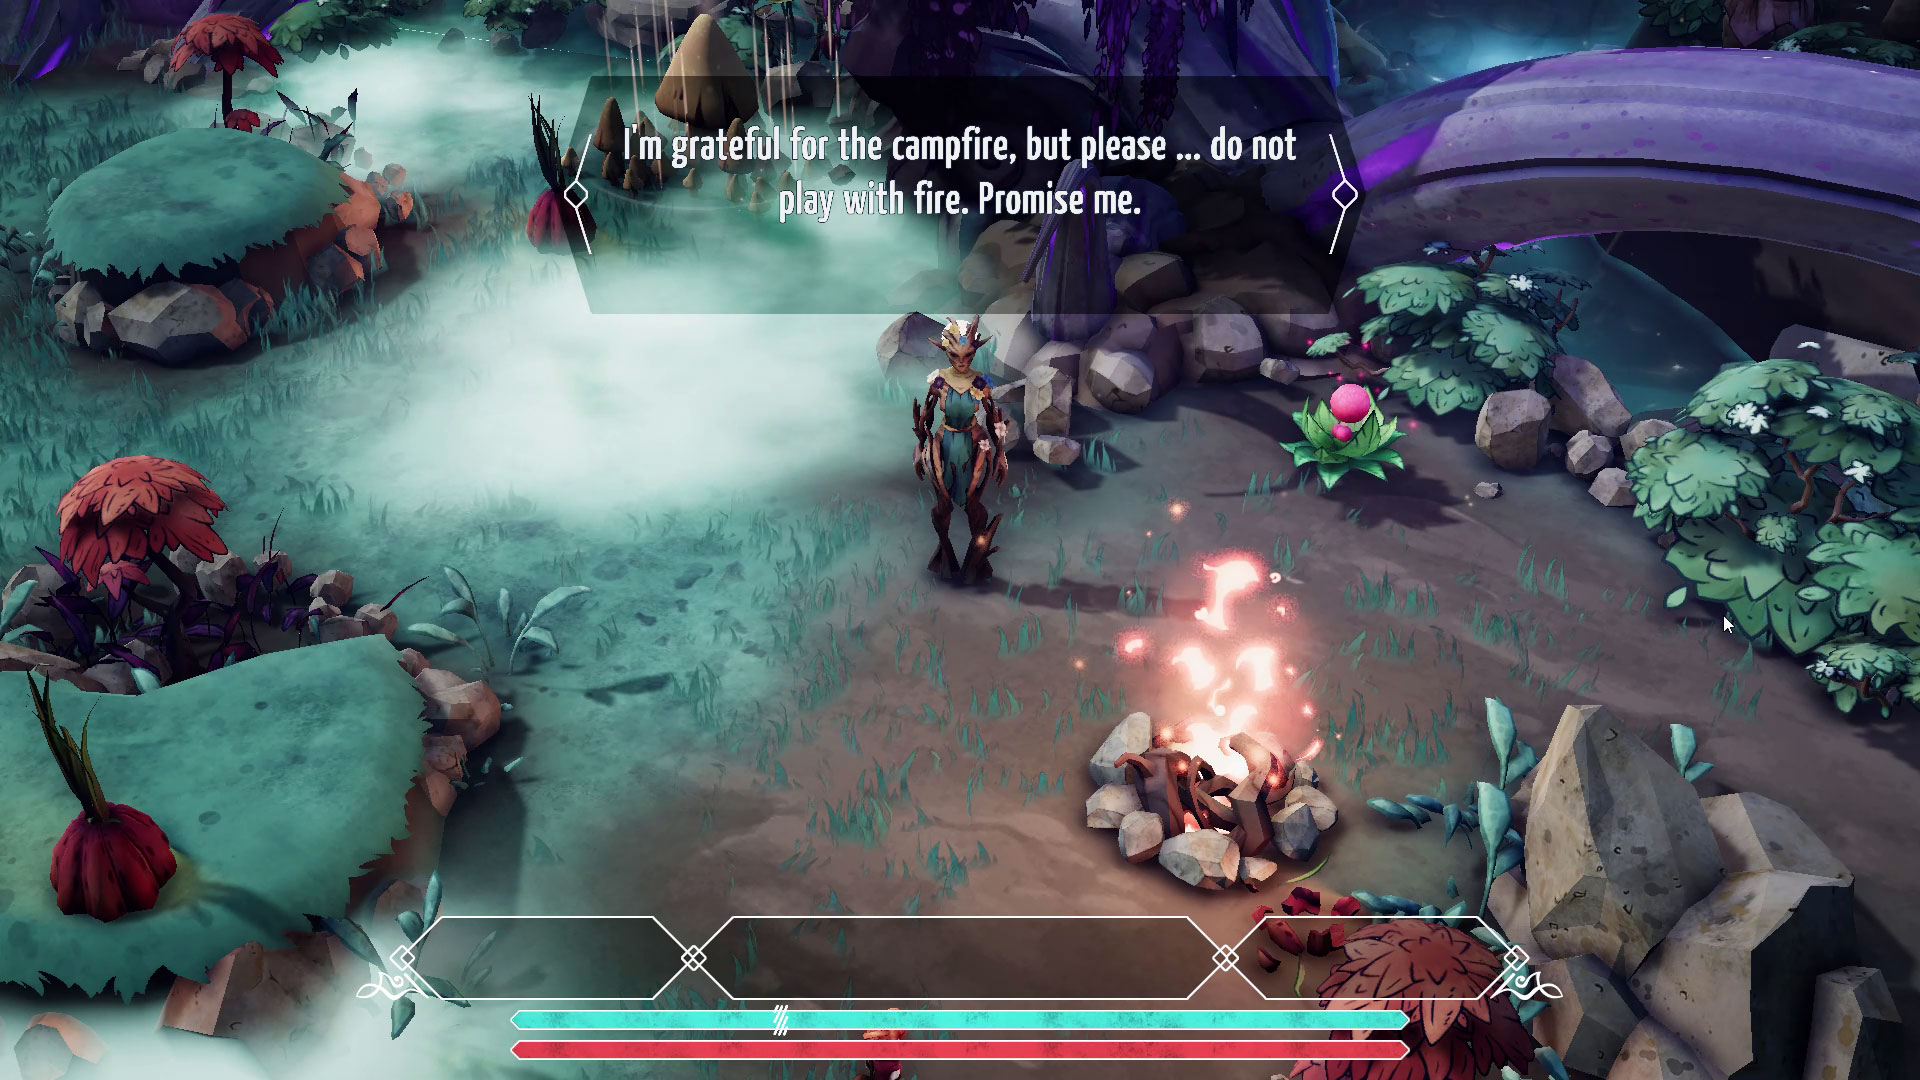 I'm grateful for the campfire, but please ... do not
play with fire. Promise me.